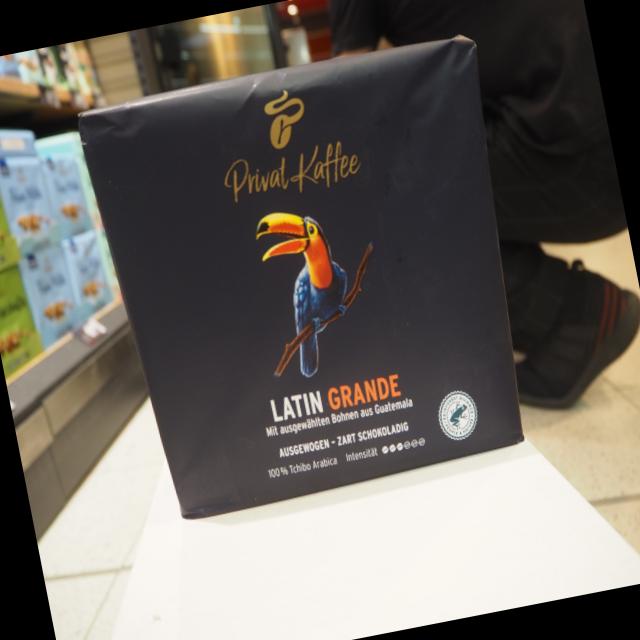 Privat Kaffee
LATIN GRANDE
Mit ausgewählten Bohnen aus Guatemala
AUSGEWOGEN – ZART SCHOKOLADIG
100 % Tchibo Arabica Intensität